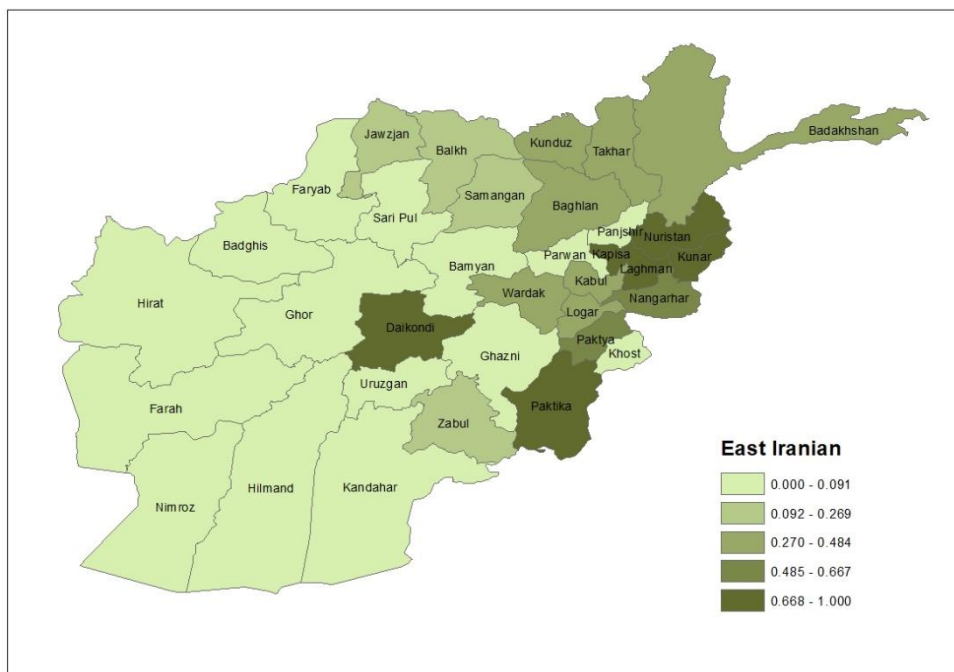 Jawzjan
Balkh
Kunduz
Takhar
Badakhshan
Faryab
Samangan
Baghlan
Sari Pul
Badghis
Panjshir
Nuristan
Parwan
Kapisa
Kunar
Bamyan
Laghman
Hirat
Kabul
Wardak
Nangarhar
Ghor
Logar
Daikondi
Paktya
Ghazni
Khost
Uruzgan
Farah
Paktika
Zabul
Hilmand
Kandahar
Nimroz
East Iranian
0.000 - 0.091
0.092 - 0.269
0.270 - 0.484
0.485 - 0.667
0.668 - 1.000